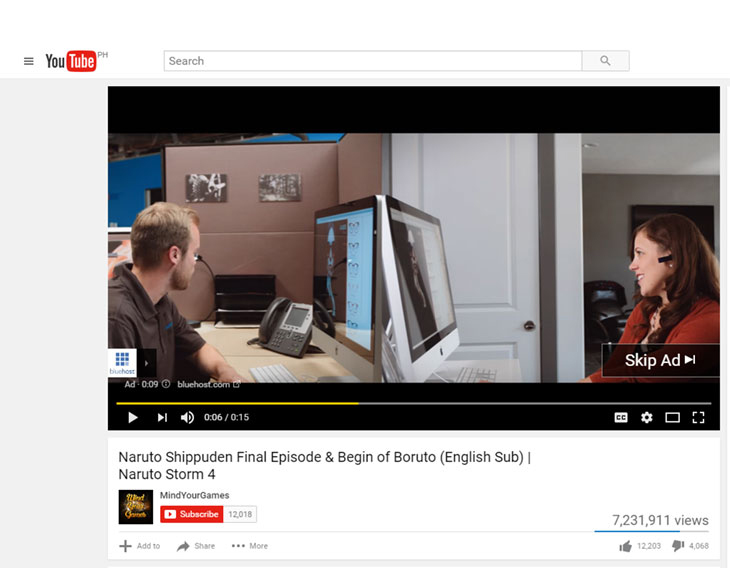 YouTube PH
Search
Skip Ad
bluehost
Ad · 0:09 bluehost.com
0:06 / 0:15
CC
Naruto Shippuden Final Episode & Begin of Boruto (English Sub) |
Naruto Storm 4
Mind
Your
Games
MindYourGames
Subscribe 12,018
7,231,911 views
Add to Share More
12,203 4,068